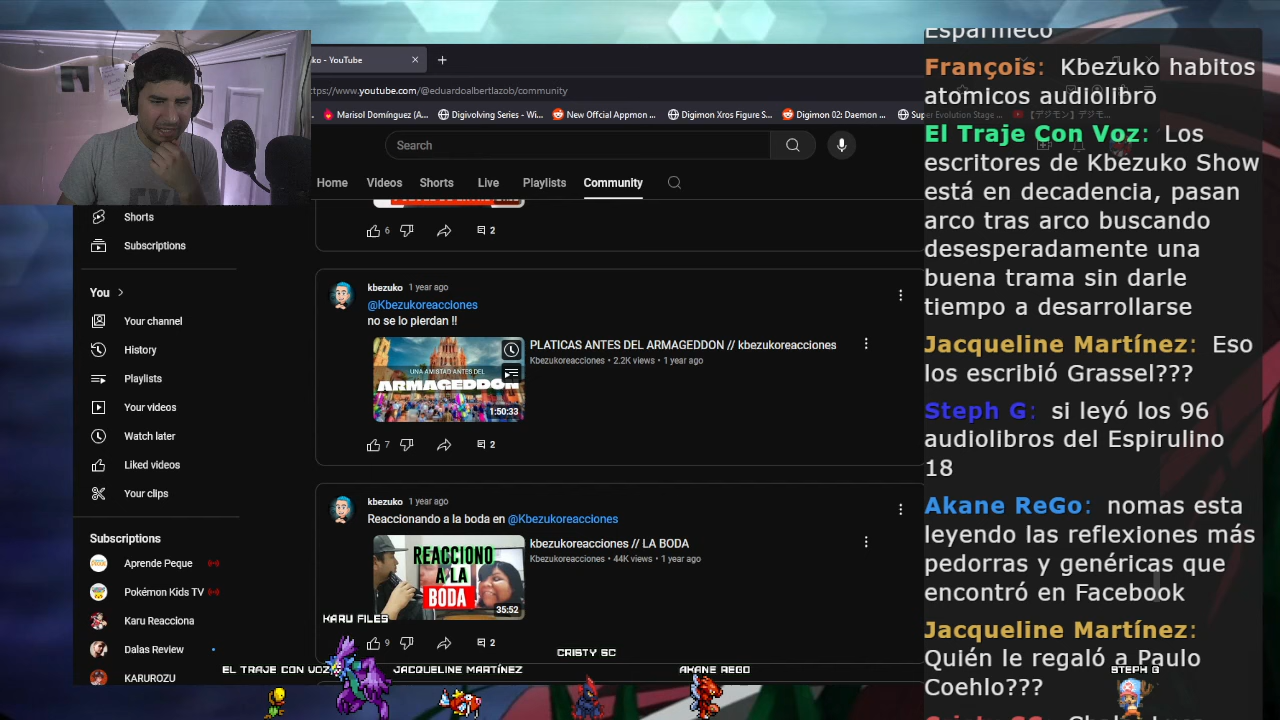 ko - YouTube
ttps://www.youtube.com/@eduardoalbertlazob/community
Marisol Domínguez (A...
Digivolving Series - Wi...
New Offcial Appmon ...
Digimon Xros Figure S...
Digimon 02: Daemon ...
Search
Home
Videos
Shorts
Live
Playlists
Community
Shorts
Subscriptions
You
Your channel
History
Playlists
Your videos
Watch later
Liked videos
Your clips
Subscriptions
Aprende Peque
Pokémon Kids TV
Karu Reacciona
Dalas Review
KARUROZU
6
2
kbezuko 1 year ago
@Kbezukoreacciones
no se lo pierdan !!
UNA AMISTAD ANTES DEL
ARMAGEDDON
1:50:33
PLATICAS ANTES DEL ARMAGEDDON // kbezukoreacciones
Kbezukoreacciones • 2.2K views • 1 year ago
7
2
kbezuko 1 year ago
Reaccionando a la boda en @Kbezukoreacciones
REACCIONO
A LA
BODA
35:52
kbezukoreacciones // LA BODA
Kbezukoreacciones • 44K views • 1 year ago
KARU FILES
9
2
CRISTY SC
EL TRAJE CON VOZ
JACQUELINE MARTÍNEZ
AKANE REGO
STEPH G
Esparmeco
François: Kbezuko habitos
atomicos audiolibro
El Traje Con Voz: Los
escritores de Kbezuko Show
está en decadencia, pasan
arco tras arco buscando
desesperadamente una
buena trama sin darle
tiempo a desarrollarse
Jacqueline Martínez: Eso
los escribió Grassel???
Steph G: si leyó los 96
audiolibros del Espirulino
18
Akane ReGo: nomas esta
leyendo las reflexiones más
pedorras y genéricas que
encontró en Facebook
Jacqueline Martínez:
Quién le regaló a Paulo
Coehlo???